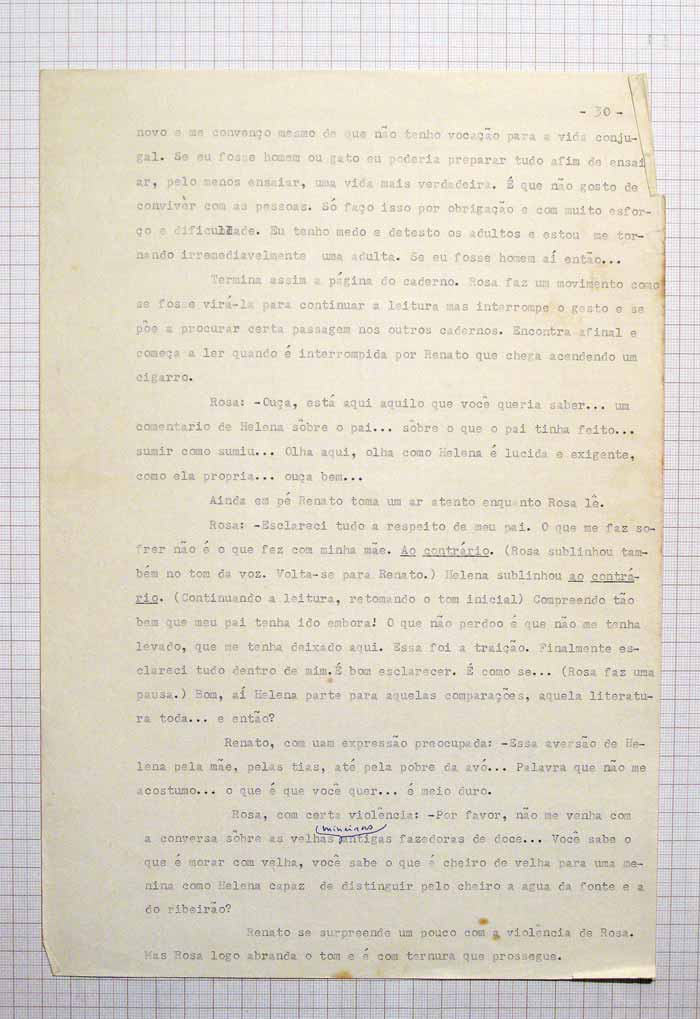 - 30 -
novo e me convenço mesmo de que não tenho vocação para a vida conju-
gal. Se eu fosse homem ou gato eu poderia preparar tudo afim de ensai
ar, pelo menos ensaiar, uma vida mais verdadeira. É que não gosto de
conviver com as pessoas. Só faço isso por obrigação e com muito esfor-
ço e dificuldade. Eu tenho medo e detesto os adultos e estou me tor-
nando irremediavelmente uma adulta. Se eu fosse homem aí então...
Termina assim a página do caderno. Rosa faz um movimento como
se fosse virá-la para continuar a leitura mas interrompe o gesto e se
põe a procurar certa passagem nos outros cadernos. Encontra afinal e
começa a ler quando é interrompida por Renato que chega acendendo um
cigarro.
Rosa: -Ouça, está aqui aquilo que você queria saber... um
comentario de Helena sôbre o pai... sôbre o que o pai tinha feito...
sumir como sumiu... Olha aqui, olha como Helena é lucida e exigente,
como ela propria... ouça bem...
Ainda em pé Renato toma um ar atento enquanto Rosa lê.
Rosa: -Esclareci tudo a respeito de meu pai. O que me faz so-
frer não é o que fez com minha mãe. Ao contrário. (Rosa sublinhou tam-
bém no tom da voz. Volta-se para Renato.) Helena sublinhou ao contrá-
rio. (Continuando a leitura, retomando o tom inicial) Compreendo tão
bem que meu pai tenha ido embora! O que não perdoo é que não me tenha
levado, que me tenha deixado aqui. Essa foi a traição. Finalmente es-
clareci tudo dentro de mim.É bom esclarecer. É como se... (Rosa faz uma
pausa.) Bom, aí Helena parte para aquelas comparações, aquela literatu-
ra toda... e então?
Renato, com uam expressão preocupada: -Essa aversão de He-
lena pela mãe, pelas tias, até pela pobre da avó... Palavra que não me
acostumo... o que é que você quer... é meio duro.
Rosa, com certa violência: -Por favor, não me venha com
mineiras
a conversa sôbre as velhas antigas fazedoras de doce... Você sabe o
que é morar com velha, você sabe o que é cheiro de velha para uma me-
nina como Helena capaz de distinguir pelo cheiro a agua da fonte e a
do ribeirão?
Renato se surpreende um pouco com a violência de Rosa.
Mas Rosa logo abranda o tom e é com ternura que prossegue.